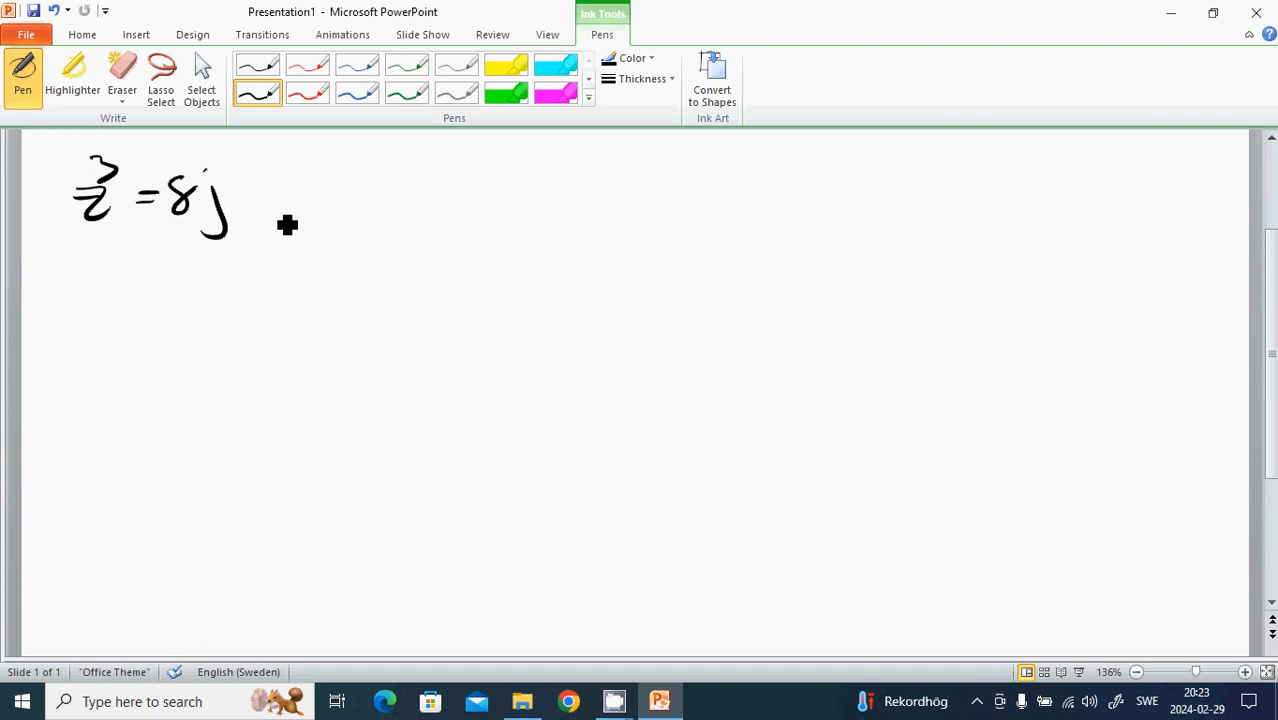 Presentation1 - Microsoft PowerPoint
Ink Tools
File Home Insert Design Transitions Animations Slide Show Review View Pens
Pen Highlighter Eraser Lasso Select Select Objects
Color
Thickness
Convert to Shapes
Write Pens Ink Art
z³ = 8j
Slide 1 of 1 "Office Theme" English (Sweden) 136%
Type here to search
Rekordhög
SWE
20:23
2024-02-29